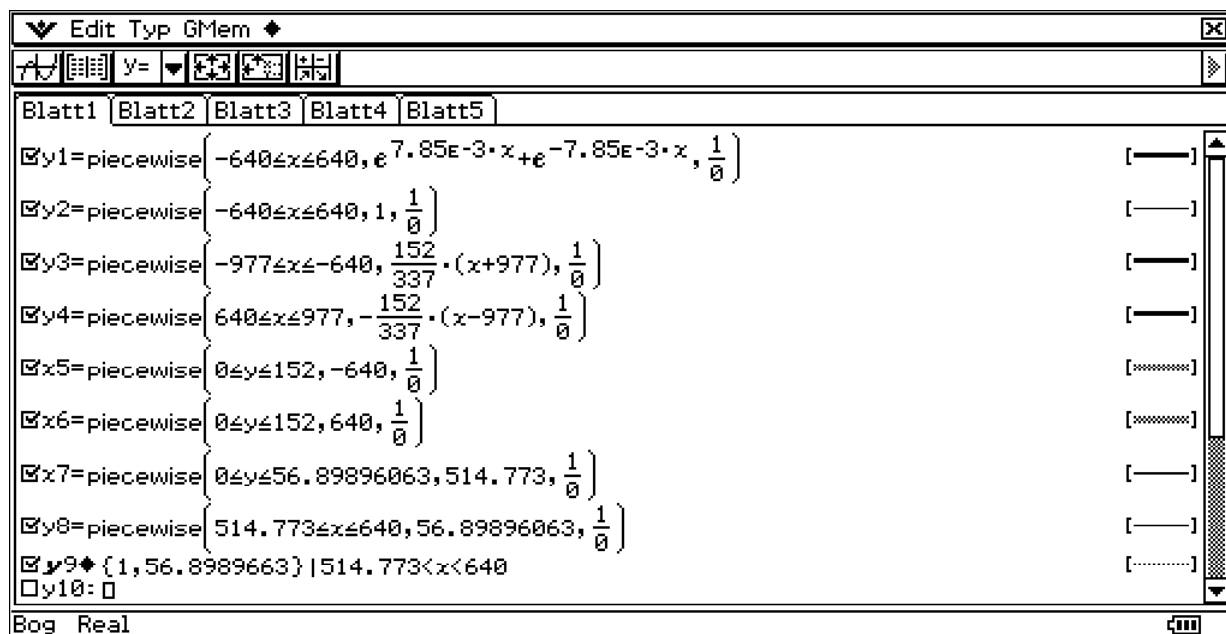 Edit Typ GMem ◆
y=
Blatt1 Blatt2 Blatt3 Blatt4 Blatt5
y1=piecewise(-640≤x≤640, e^7.85E-3·x+e^-7.85E-3·x, 1/0)
y2=piecewise(-640≤x≤640, 1, 1/0)
y3=piecewise(-977≤x≤-640, 152/337·(x+977), 1/0)
y4=piecewise(640≤x≤977, -152/337·(x-977), 1/0)
x5=piecewise(0≤y≤152, -640, 1/0)
x6=piecewise(0≤y≤152, 640, 1/0)
x7=piecewise(0≤y≤56.89896063, 514.773, 1/0)
y8=piecewise(514.773≤x≤640, 56.89896063, 1/0)
y9◆{1,56.8989663}|514.773<x<640
y10:▯
Bog Real